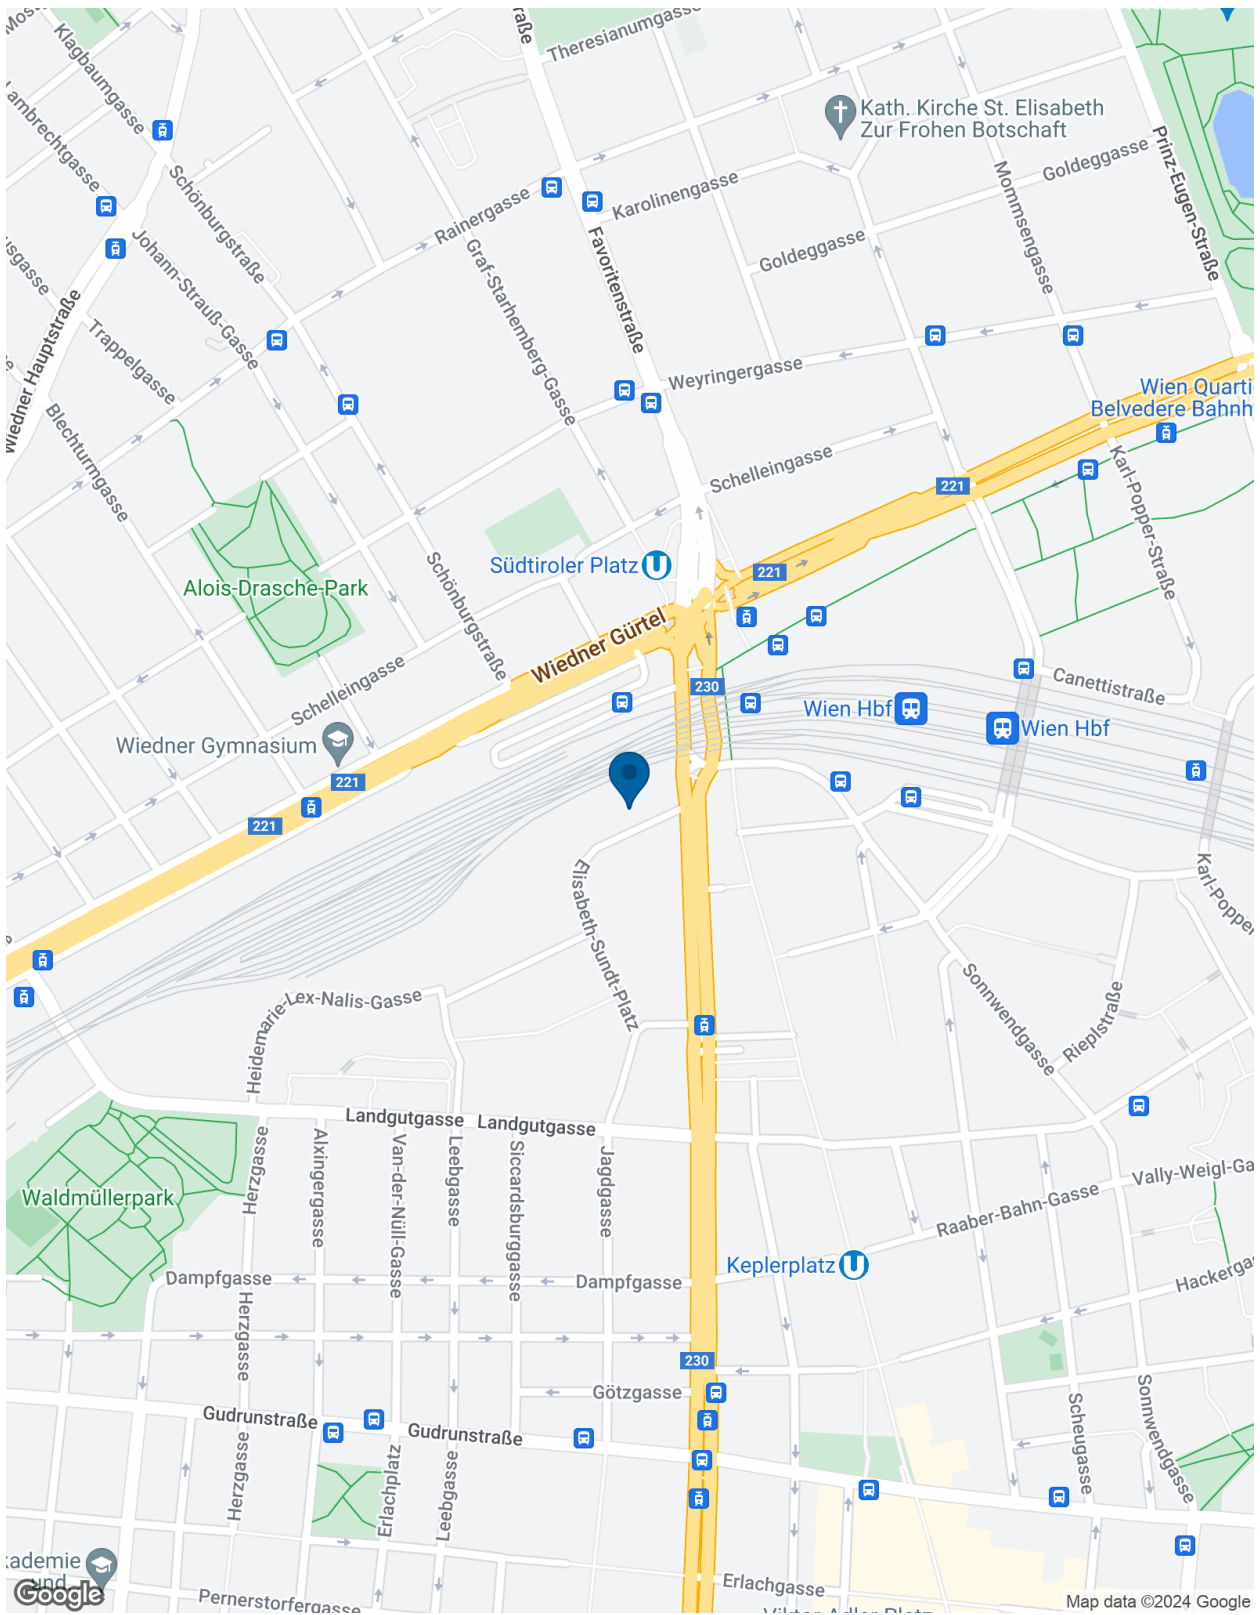 Theresianumgasse
Klagbaumgasse
Lambrechtgasse
Kath. Kirche St. Elisabeth
Zur Frohen Botschaft
Prinz-Eugen-Straße
Goldeggasse
Mommsengasse
Schönburgstraße
Karolinengasse
Rainergasse
Johann-Strauß-Gasse
Graf-Starhemberg-Gasse
Favoritenstraße
Goldeggasse
Wiedner Hauptstraße
Trappelgasse
Weyringergasse
Wien Quarti
Belvedere Bahnh
Blechturmgasse
Schelleingasse
221
Karl-Popper-Straße
Südtiroler Platz
221
Alois-Drasche-Park
Schönburgstraße
Wiedner Gürtel
Schelleingasse
230
Canettistraße
Wien Hbf
Wien Hbf
Wiedner Gymnasium
221
221
Elisabeth-Sundt-Platz
Karl-Popper
Heidemarie-Lex-Nalis-Gasse
Sonnwendgasse
Rieplstraße
Landgutgasse
Landgutgasse
Herzgasse
Alxingergasse
Van-der-Nüll-Gasse
Leebgasse
Siccardsburggasse
Jagdgasse
Vally-Weigl-Ga
Waldmüllerpark
Raaber-Bahn-Gasse
Keplerplatz
Dampfgasse
Dampfgasse
Hackergas
Herzgasse
230
Götzgasse
Gudrunstraße
Gudrunstraße
Scheugasse
Sonnwendgasse
Herzgasse
Erlachplatz
Leebgasse
kademie
und
Google
Pernerstorfergasse
Erlachgasse
Viktor-Adler-Platz
Map data ©2024 Google